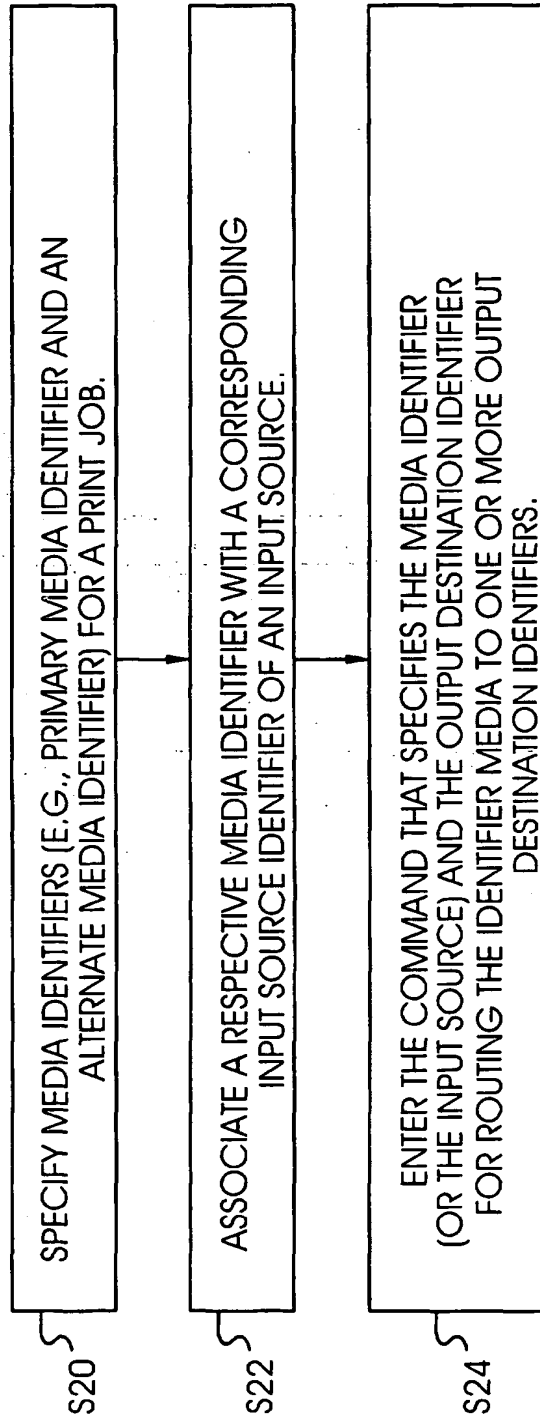 S20
SPECIFY MEDIA IDENTIFIERS (E.G., PRIMARY MEDIA IDENTIFIER AND AN
ALTERNATE MEDIA IDENTIFIER) FOR A PRINT JOB.
S22
ASSOCIATE A RESPECTIVE MEDIA IDENTIFIER WITH A CORRESPONDING
INPUT SOURCE IDENTIFIER OF AN INPUT SOURCE.
S24
ENTER THE COMMAND THAT SPECIFIES THE MEDIA IDENTIFIER
(OR THE INPUT SOURCE) AND THE OUTPUT DESTINATION IDENTIFIER
FOR ROUTING THE IDENTIFIER MEDIA TO ONE OR MORE OUTPUT
DESTINATION IDENTIFIERS.